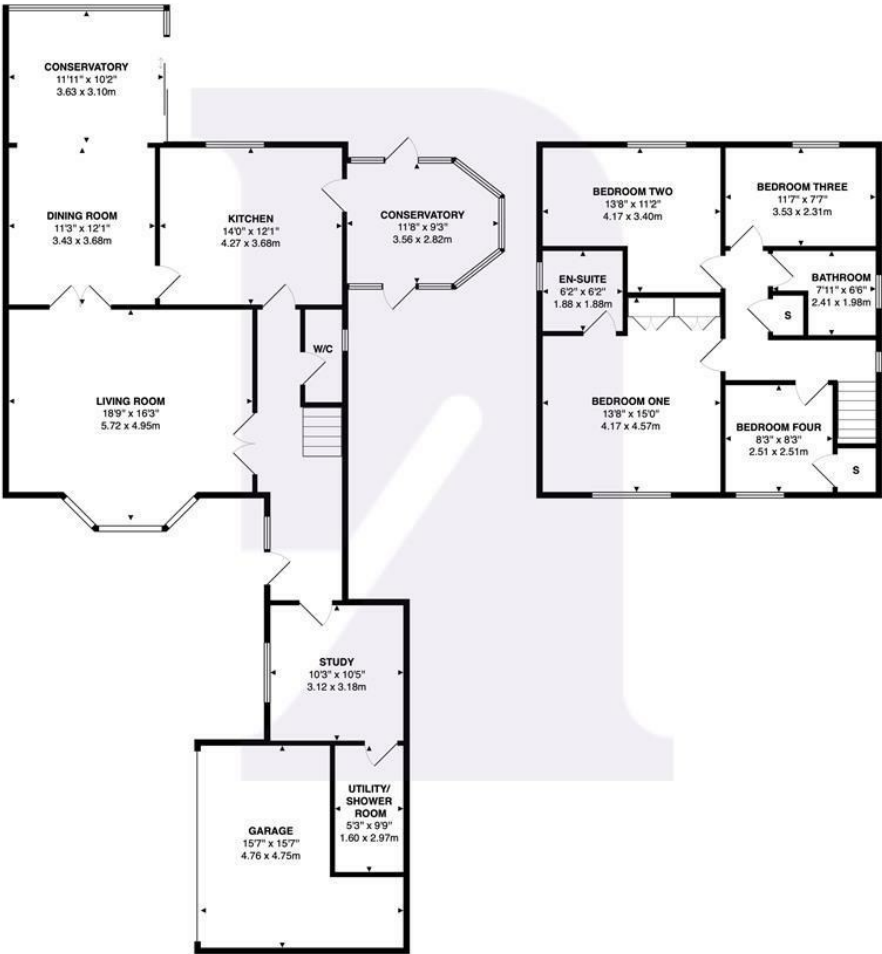 CONSERVATORY
11'11" x 10'2"
3.63 x 3.10m
DINING ROOM
11'3" x 12'1"
3.43 x 3.68m
KITCHEN
14'0" x 12'1"
4.27 x 3.68m
CONSERVATORY
11'8" x 9'3"
3.56 x 2.82m
W/C
LIVING ROOM
18'9" x 16'3"
5.72 x 4.95m
STUDY
10'3" x 10'5"
3.12 x 3.18m
UTILITY/
SHOWER
ROOM
5'3" x 9'9"
1.60 x 2.97m
GARAGE
15'7" x 15'7"
4.76 x 4.75m
BEDROOM TWO
13'8" x 11'2"
4.17 x 3.40m
BEDROOM THREE
11'7" x 7'7"
3.53 x 2.31m
EN-SUITE
6'2" x 6'2"
1.88 x 1.88m
BATHROOM
7'11" x 6'6"
2.41 x 1.98m
S
BEDROOM ONE
13'8" x 15'0"
4.17 x 4.57m
BEDROOM FOUR
8'3" x 8'3"
2.51 x 2.51m
S